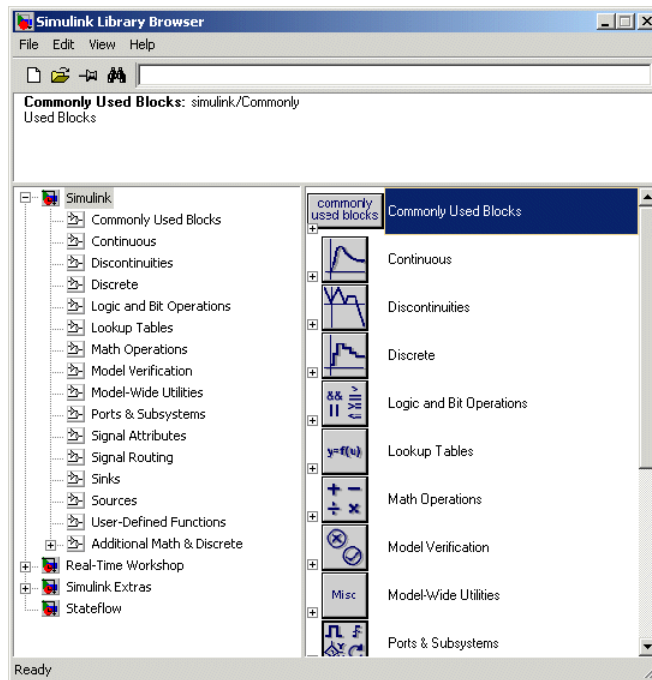 Simulink Library Browser
File Edit View Help
Commonly Used Blocks: simulink/Commonly
Used Blocks
Simulink
Commonly Used Blocks
Continuous
Discontinuities
Discrete
Logic and Bit Operations
Lookup Tables
Math Operations
Model Verification
Model-Wide Utilities
Ports & Subsystems
Signal Attributes
Signal Routing
Sinks
Sources
User-Defined Functions
Additional Math & Discrete
Real-Time Workshop
Simulink Extras
Stateflow
commonly
used blocks
Commonly Used Blocks
Continuous
Discontinuities
Discrete
&& >
|| >=
<=
Logic and Bit Operations
y=f(u)
Lookup Tables
+ −
÷ ×
Math Operations
Model Verification
Misc
Model-Wide Utilities
Ports & Subsystems
Ready